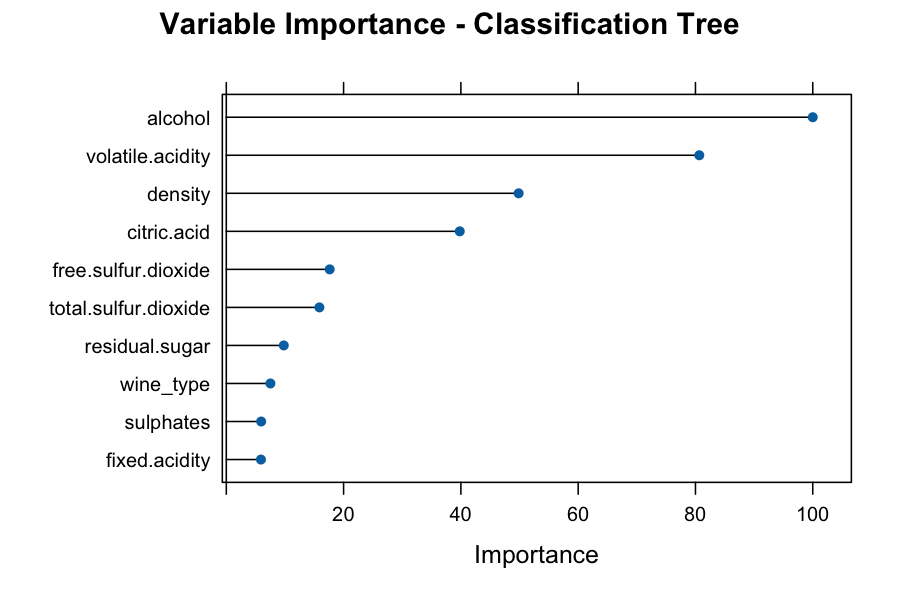 Variable Importance - Classification Tree
alcohol
volatile.acidity
density
citric.acid
free.sulfur.dioxide
total.sulfur.dioxide
residual.sugar
wine_type
sulphates
fixed.acidity
20 40 60 80 100
Importance